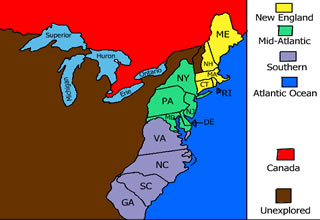 Superior
Huron
Michigan
Ontario
Erie
ME
NH
MA
CT
RI
NY
PA
NJ
MD
DE
VA
NC
SC
GA
New England
Mid-Atlantic
Southern
Atlantic Ocean
Canada
Unexplored